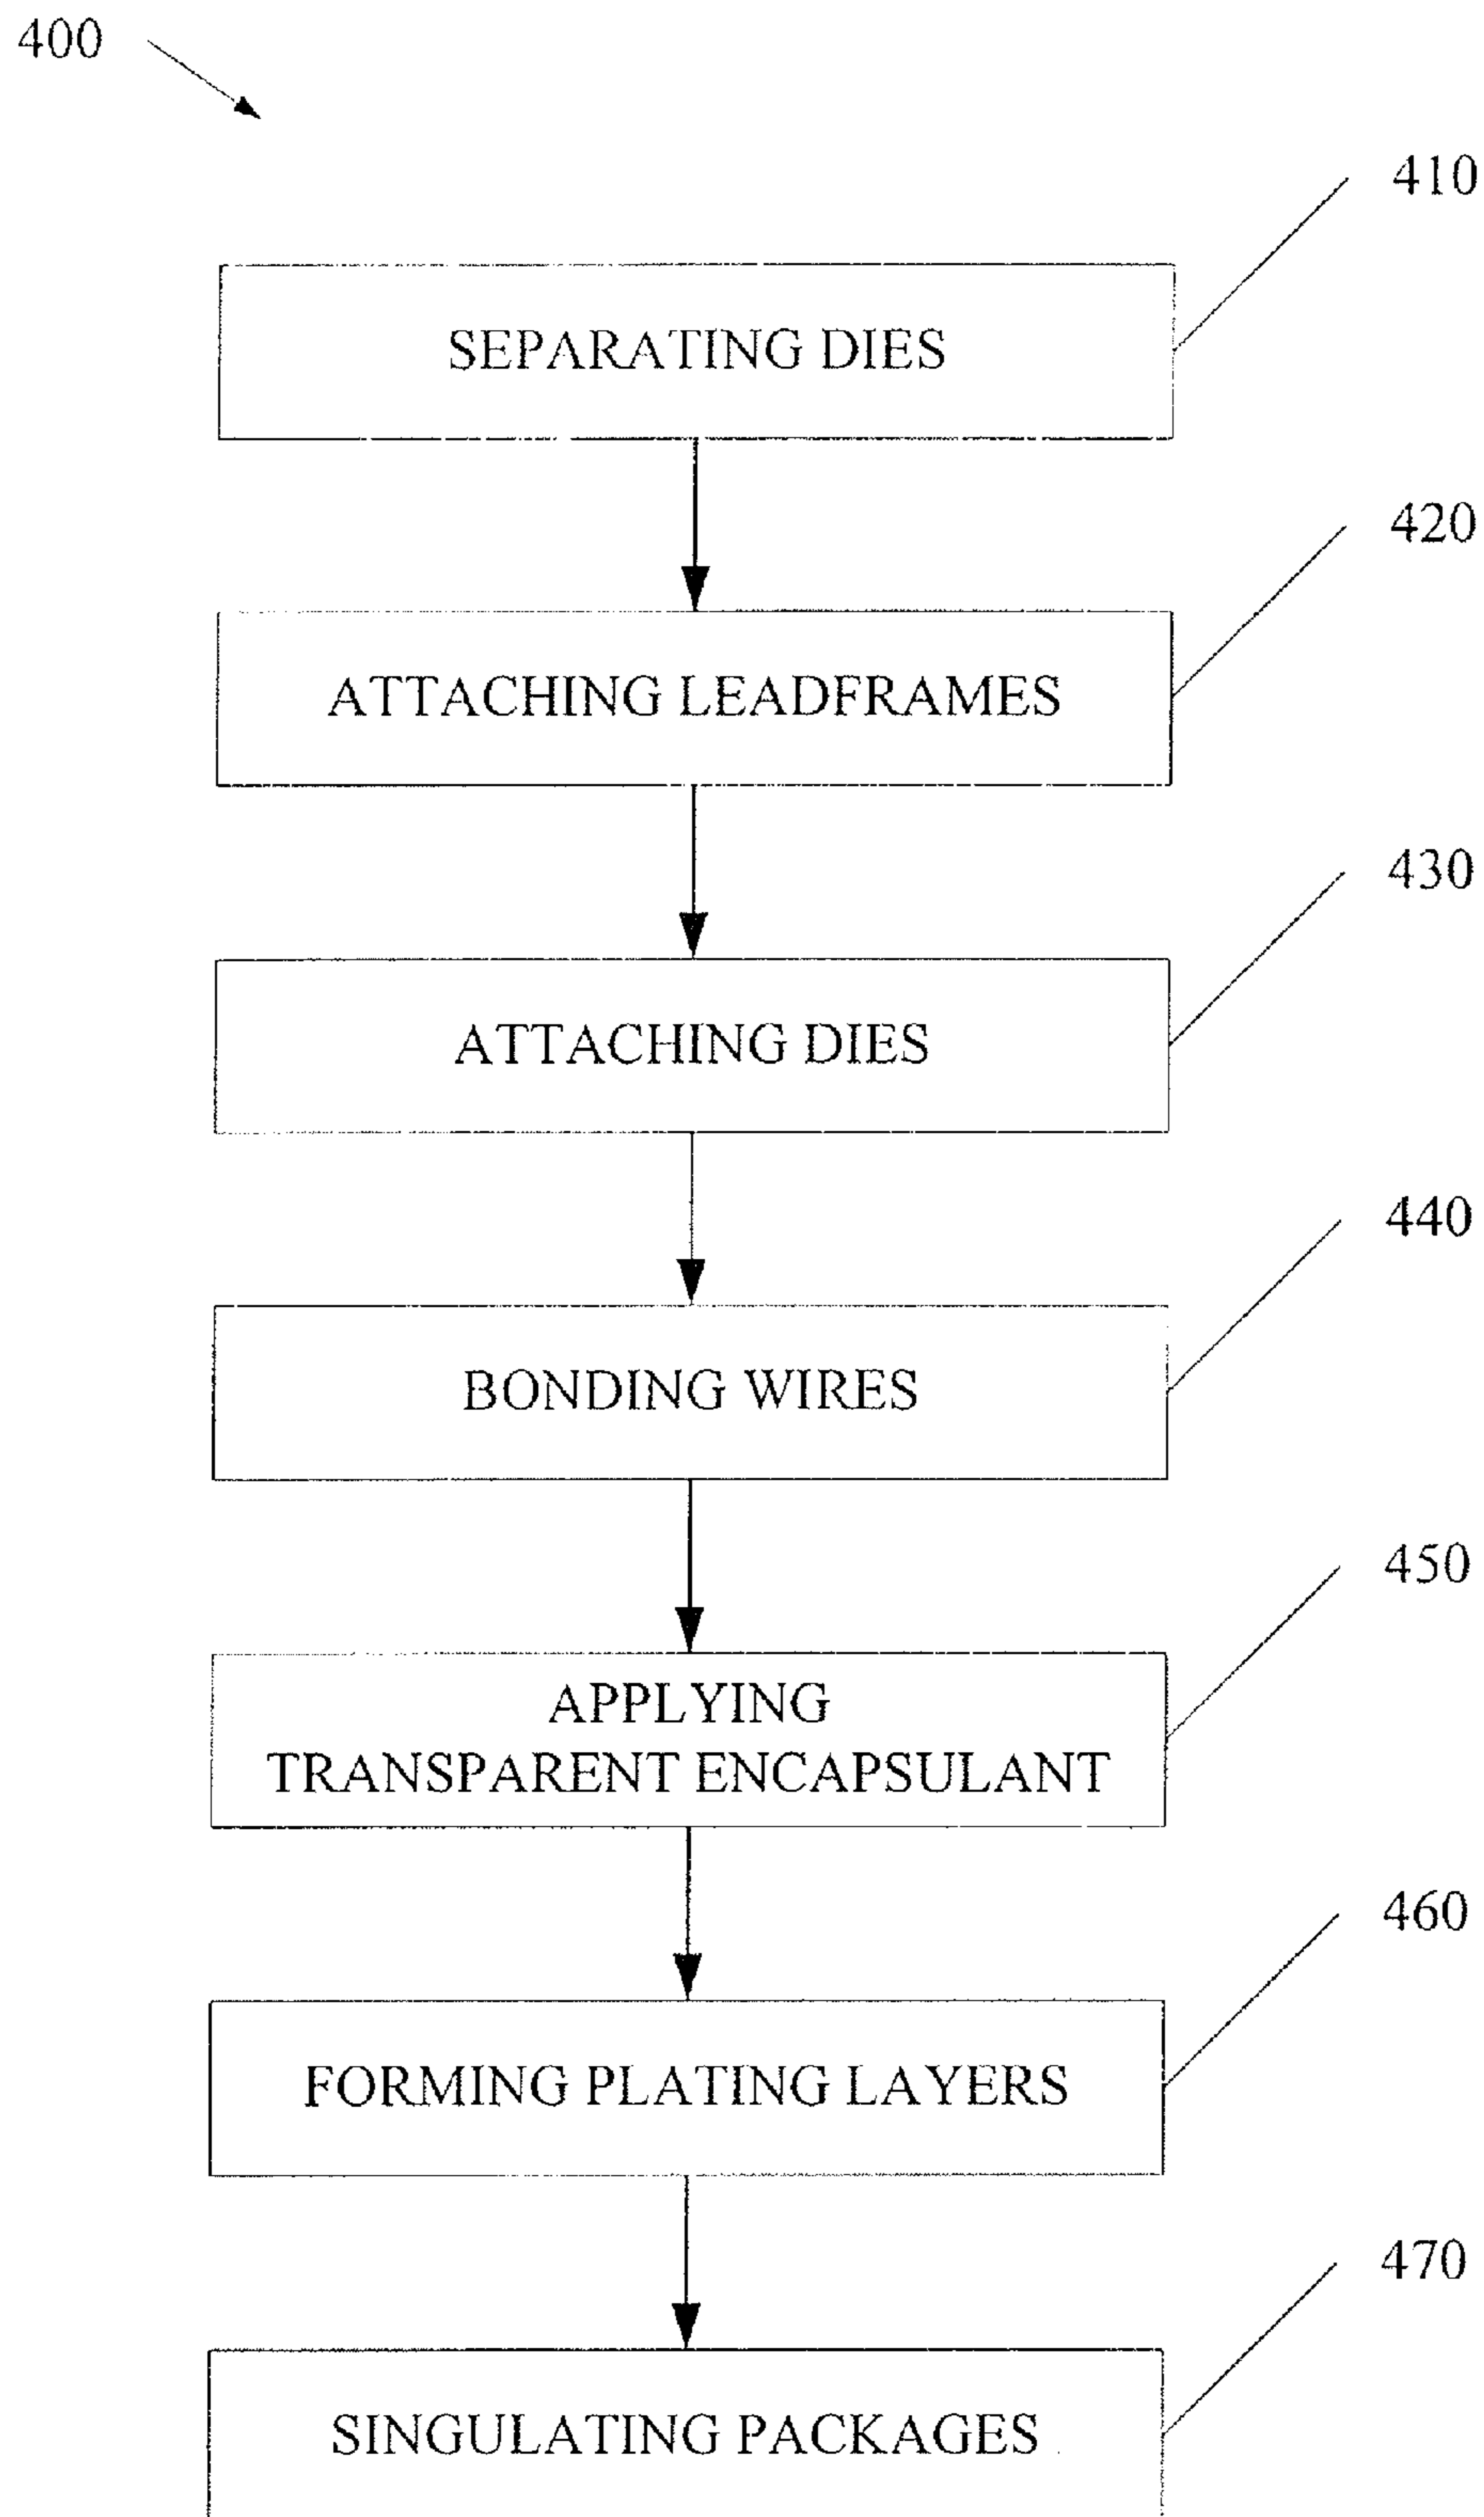 400
410
SEPARATING DIES
420
ATTACHING LEADFRAMES
430
ATTACHING DIES
440
BONDING WIRES
450
APPLYING
TRANSPARENT ENCAPSULANT
460
FORMING PLATING LAYERS
470
SINGULATING PACKAGES